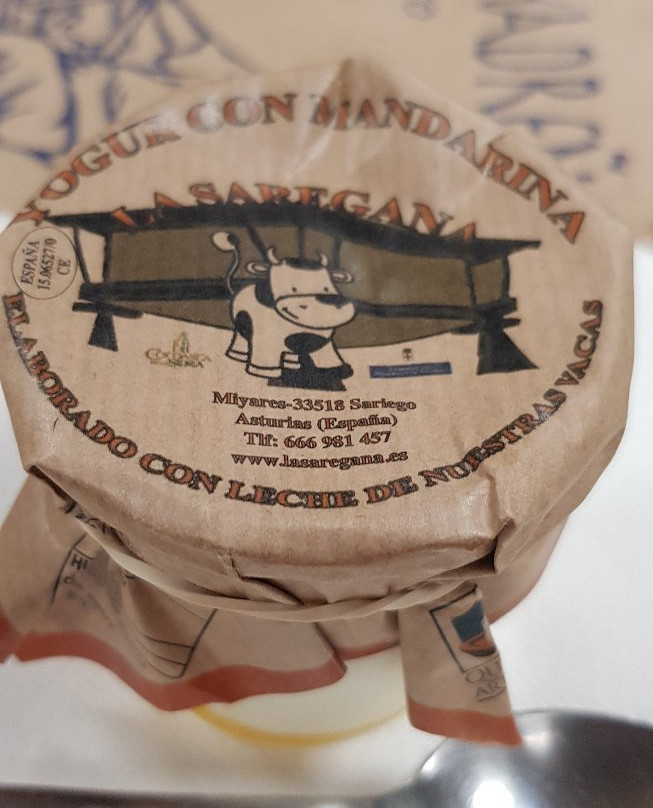 YOGUR CON MANDARINA
LA SAREGANA
ESPAÑA
15.06527/0
CE
Miyares-33518 Sariego
Asturias (España)
Tlf: 666 981 457
www.lasaregana.es
ELABORADO CON LECHE DE NUESTRAS VACAS